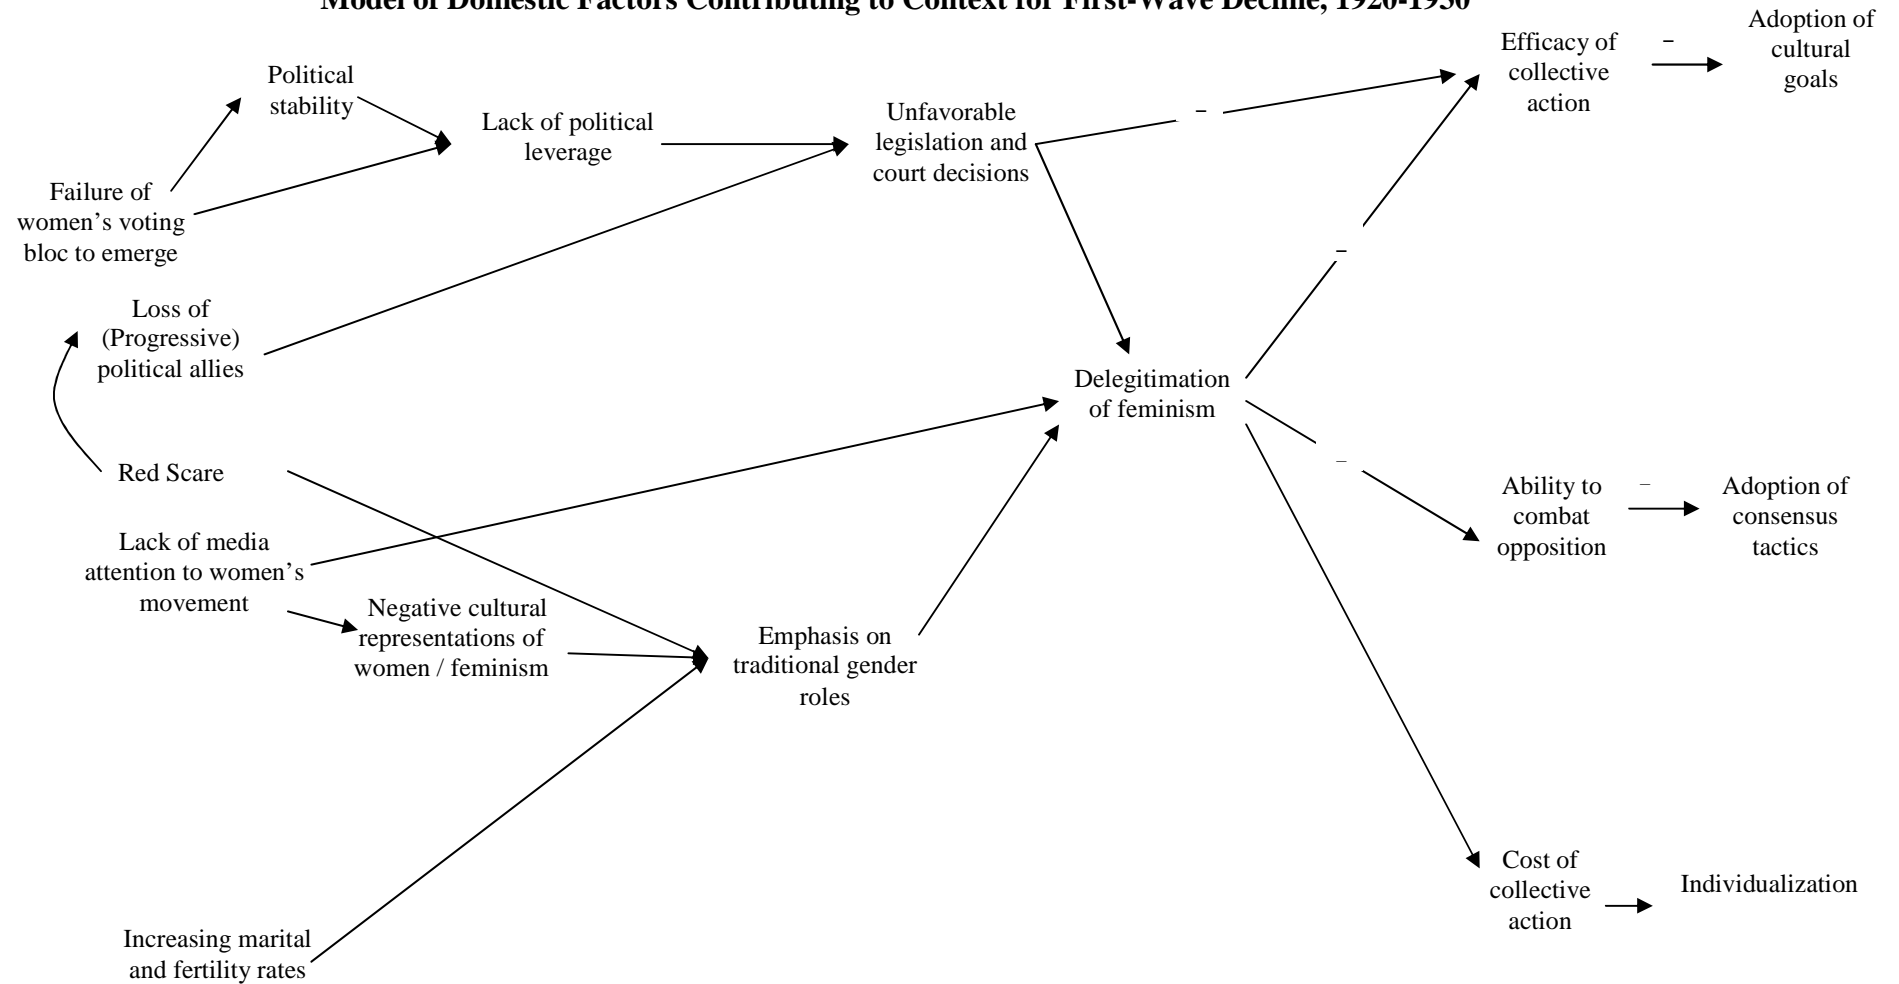 Model of Domestic Factors Contributing to Context for First-Wave Decline, 1920-1950
Adoption of
cultural
goals
Efficacy of
collective
action
–
Political
stability
Lack of political
leverage
Unfavorable
legislation and
court decisions
–
Failure of
women’s voting
bloc to emerge
–
Loss of
(Progressive)
political allies
Delegitimation
of feminism
Red Scare
–
Ability to
combat
opposition
–
Adoption of
consensus
tactics
Lack of media
attention to women’s
movement
Negative cultural
representations of
women / feminism
Emphasis on
traditional gender
roles
Cost of
collective
action
Individualization
Increasing marital
and fertility rates